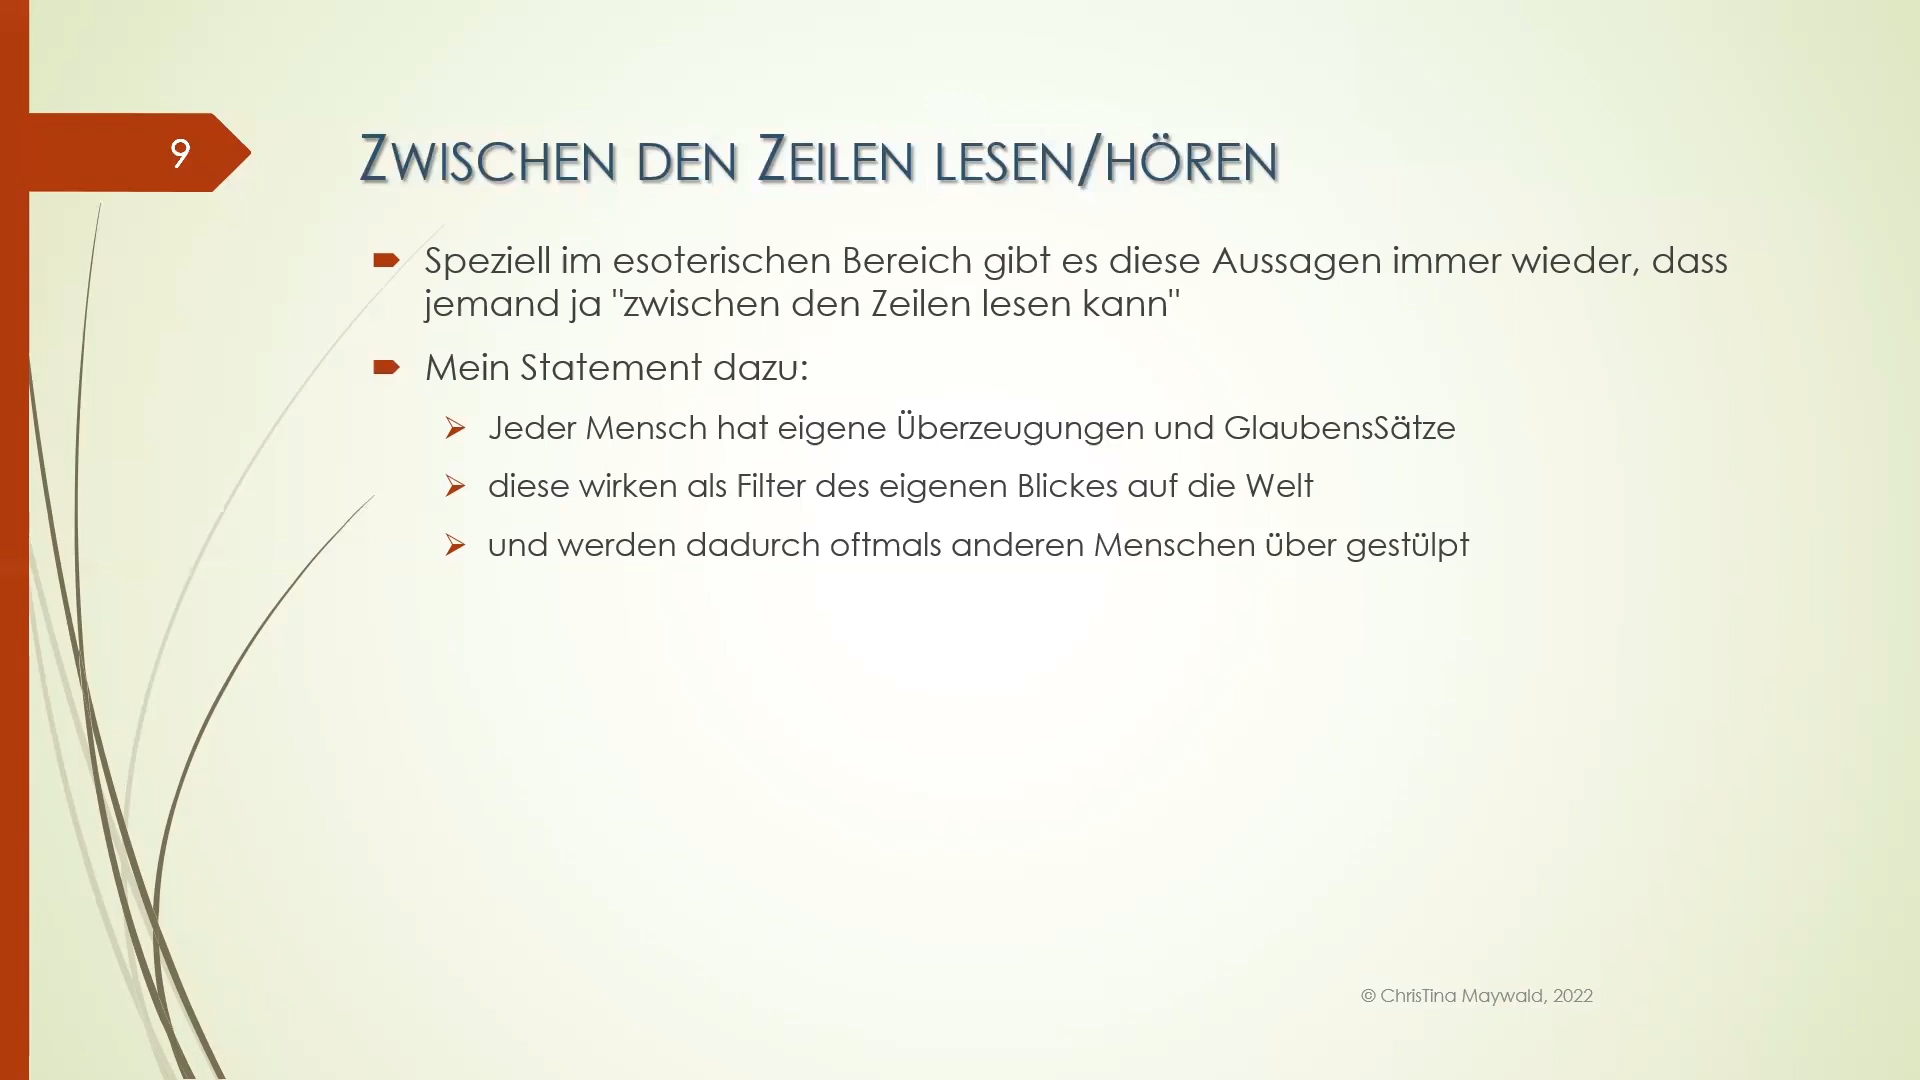 9
Zwischen den Zeilen lesen/hören
Speziell im esoterischen Bereich gibt es diese Aussagen immer wieder, dass
jemand ja "zwischen den Zeilen lesen kann"
Mein Statement dazu:
Jeder Mensch hat eigene Überzeugungen und GlaubensSätze
diese wirken als Filter des eigenen Blickes auf die Welt
und werden dadurch oftmals anderen Menschen über gestülpt
© ChrisTina Maywald, 2022